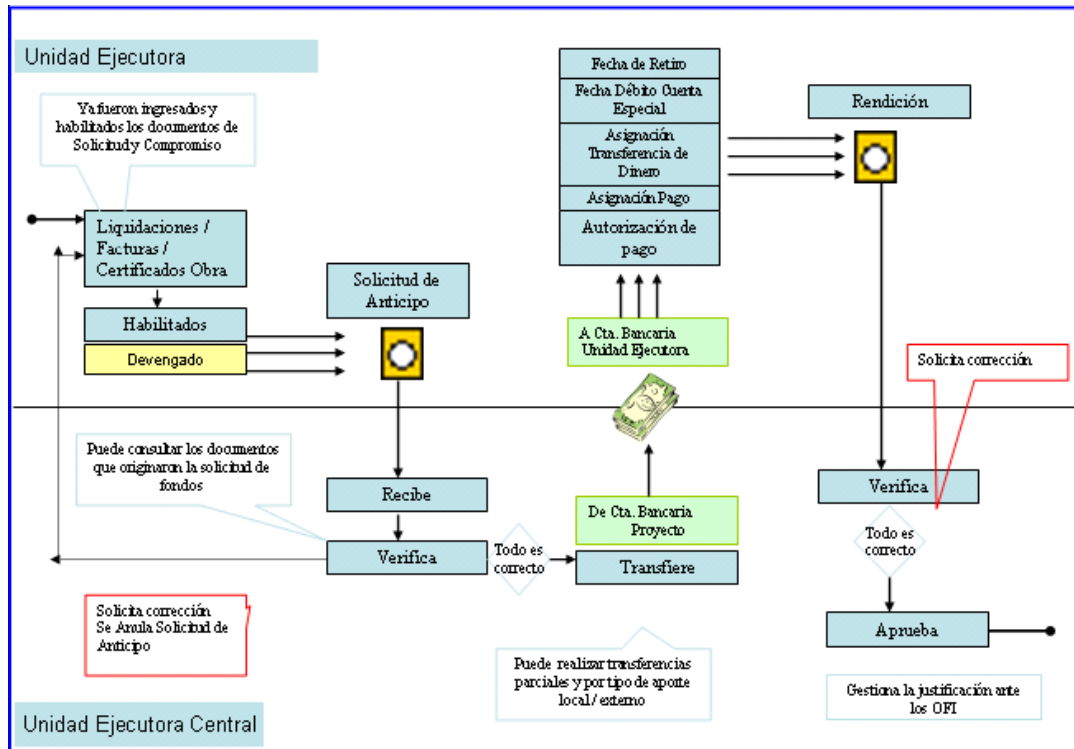 Unidad Ejecutora
Ya fueron ingresados y
habilitados los documentos de
Solicitud y Compromiso
Liquidaciones /
Facturas /
Certificados Obra
Habilitados
Devengado
Solicitud de
Anticipo
Fecha de Retiro
Fecha Débito Cuenta
Especial
Asignación
Transferencia de
Dinero
Asignación Pago
Autorización de
pago
Rendición
A Cta. Bancaria
Unidad Ejecutora
Solicita corrección
Puede consultar los documentos
que originaron la solicitud de
fondos
Recibe
Verifica
Todo es
correcto
De Cta. Bancaria
Proyecto
Transfiere
Verifica
Todo es
correcto
Aprueba
Solicita corrección
Se Anula Solicitud de
Anticipo
Puede realizar transferencias
parciales y por tipo de aporte
local / externo
Gestiona la justificación ante
los OFI
Unidad Ejecutora Central